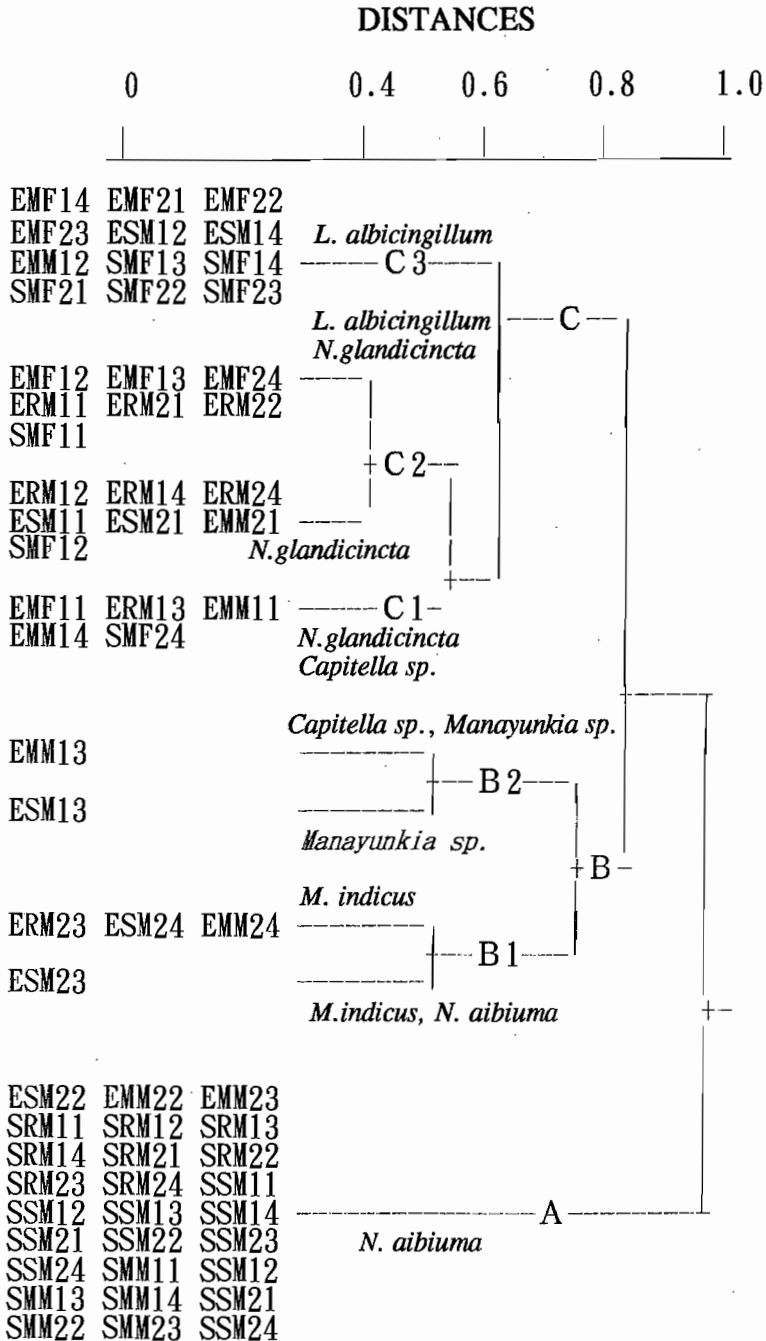 DISTANCES
0 0.4 0.6 0.8 1.0
EMF14 EMF21 EMF22
EMF23 ESM12 ESM14 L. albicingillum
EMM12 SMF13 SMF14 C3
SMF21 SMF22 SMF23
L. albicingillum C
N.glandicincta
EMF12 EMF13 EMF24
ERM11 ERM21 ERM22
SMF11
C2
ERM12 ERM14 ERM24
ESM11 ESM21 EMM21
SMF12 N.glandicincta
EMF11 ERM13 EMM11 C1
EMM14 SMF24 N.glandicincta
Capitella sp.
Capitella sp., Manayunkia sp.
EMM13
B2
ESM13
Manayunkia sp.
B
M. indicus
ERM23 ESM24 EMM24
B1
ESM23
M.indicus, N. aibiuma
ESM22 EMM22 EMM23
SRM11 SRM12 SRM13
SRM14 SRM21 SRM22
SRM23 SRM24 SSM11
SSM12 SSM13 SSM14 A
SSM21 SSM22 SSM23 N. aibiuma
SSM24 SMM11 SSM12
SMM13 SMM14 SSM21
SMM22 SMM23 SSM24